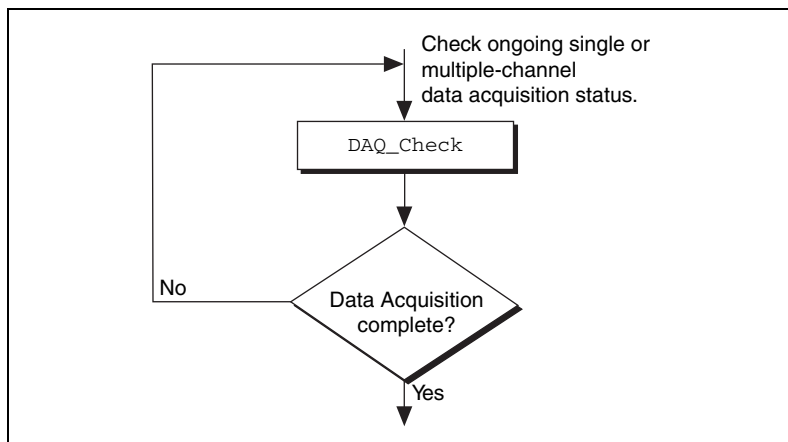 Check ongoing single or
multiple-channel
data acquisition status.
DAQ_Check
Data Acquisition
complete?
No
Yes